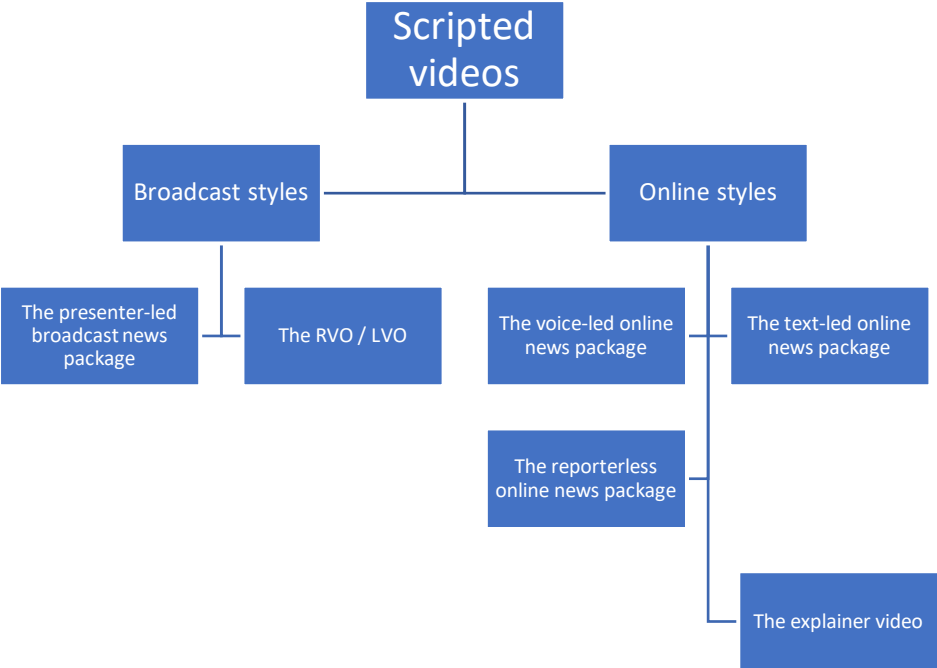 Scripted
videos
Broadcast styles
Online styles
The presenter-led
broadcast news
package
The RVO / LVO
The voice-led online
news package
The text-led online
news package
The reporterless
online news package
The explainer video